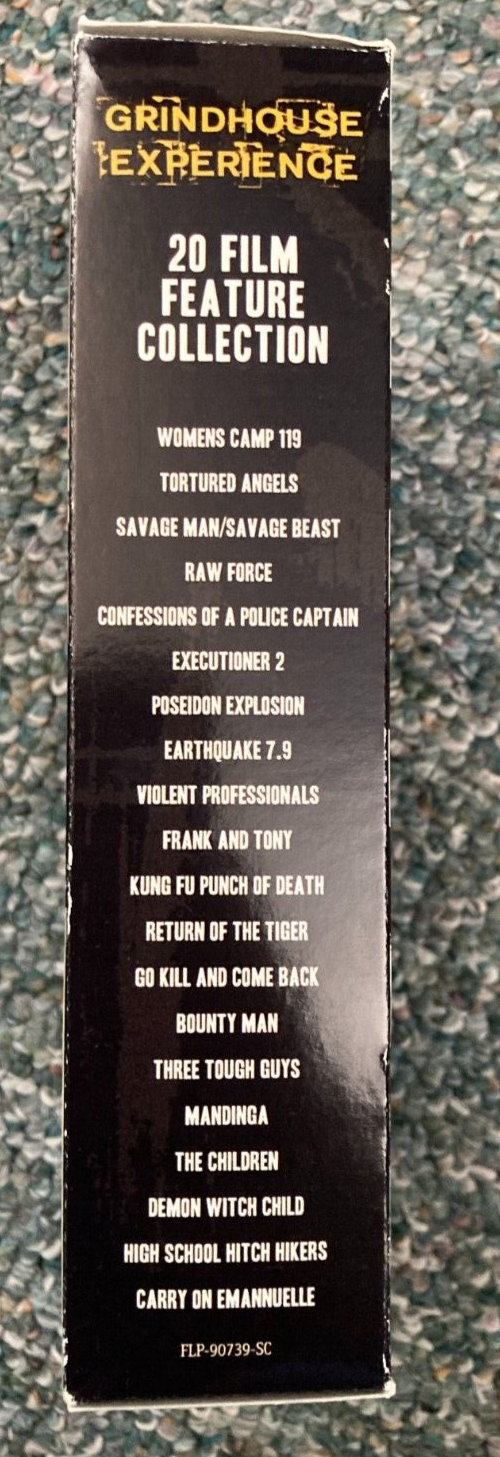 GRINDHOUSE
EXPERIENCE
20 FILM
FEATURE
COLLECTION
WOMENS CAMP 119
TORTURED ANGELS
SAVAGE MAN/SAVAGE BEAST
RAW FORCE
CONFESSIONS OF A POLICE CAPTAIN
EXECUTIONER 2
POSEIDON EXPLOSION
EARTHQUAKE 7.9
VIOLENT PROFESSIONALS
FRANK AND TONY
KUNG FU PUNCH OF DEATH
RETURN OF THE TIGER
GO KILL AND COME BACK
BOUNTY MAN
THREE TOUGH GUYS
MANDINGA
THE CHILDREN
DEMON WITCH CHILD
HIGH SCHOOL HITCH HIKERS
CARRY ON EMANNUELLE
FLP-90739-SC